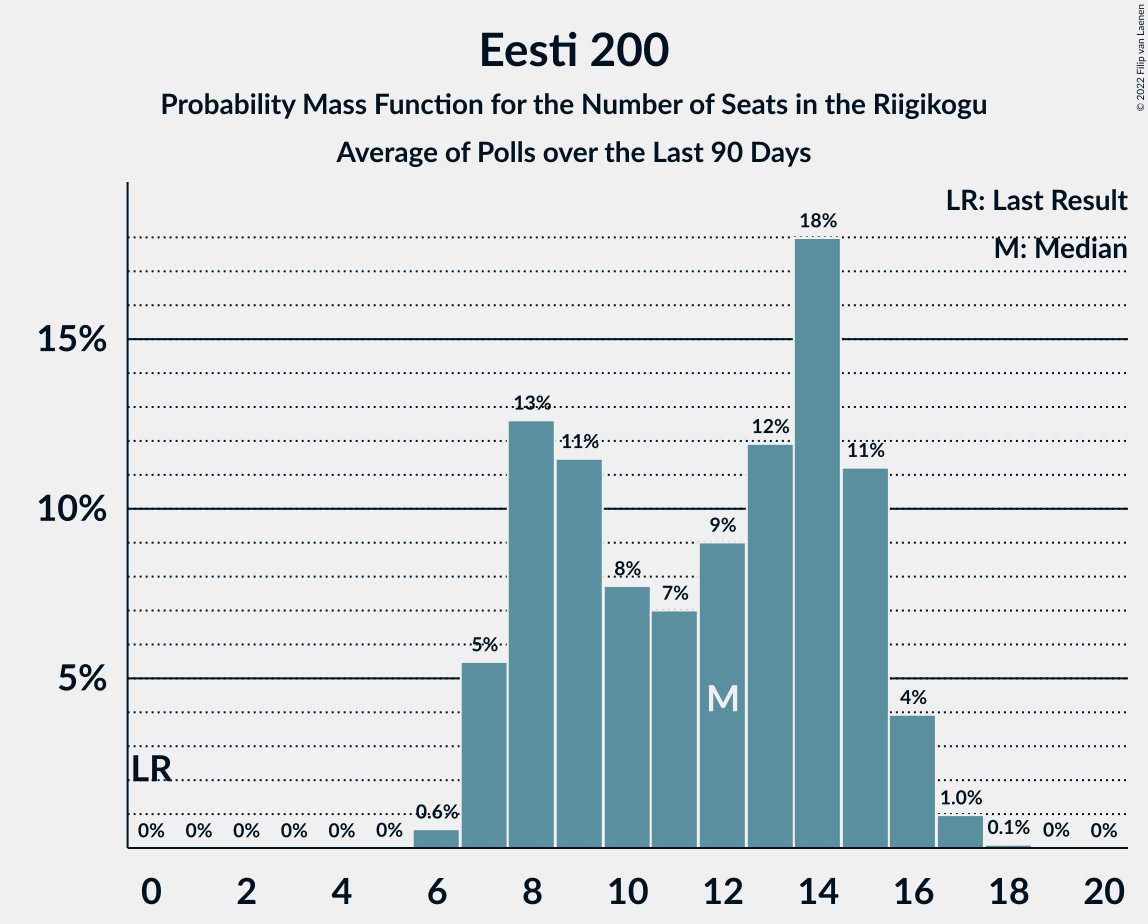 Eesti 200
Probability Mass Function for the Number of Seats in the Riigikogu
Average of Polls over the Last 90 Days
© 2022 Filip van Laenen
LR: Last Result
M: Median
15%
10%
5%
LR
M
0%
0%
0%
0%
0%
0%
0.6%
5%
13%
11%
8%
7%
9%
12%
18%
11%
4%
1.0%
0.1%
0%
0%
0 2 4 6 8 10 12 14 16 18 20